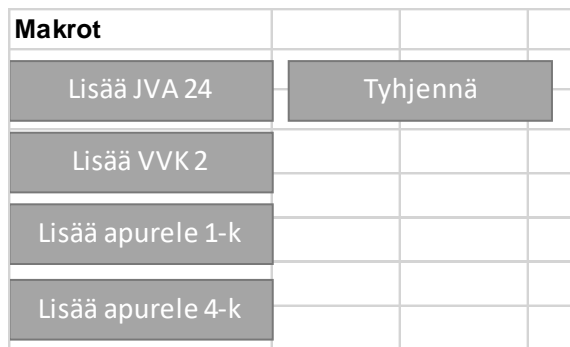 Makrot
Lisää JVA 24
Tyhjennä
Lisää VVK 2
Lisää apurele 1-k
Lisää apurele 4-k